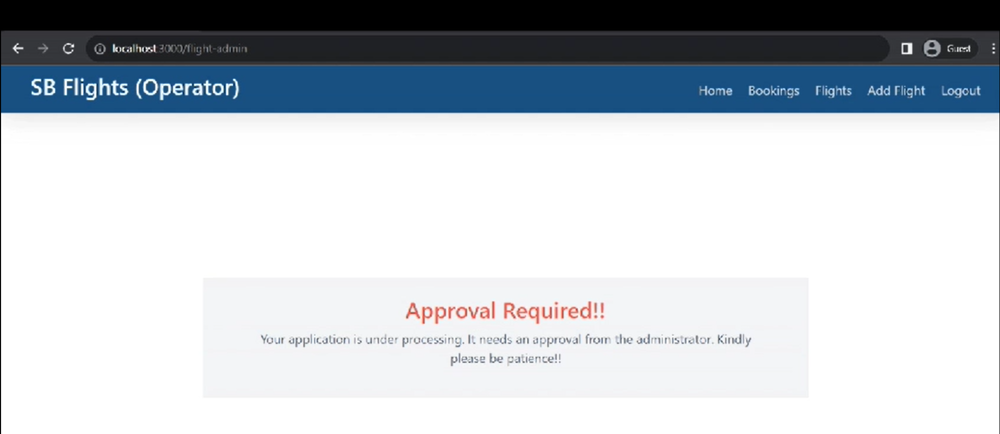 localhost:3000/flight-admin
Guest
SB Flights (Operator)
Home Bookings Flights Add Flight Logout
Approval Required!!
Your application is under processing. It needs an approval from the administrator. Kindly
please be patience!!